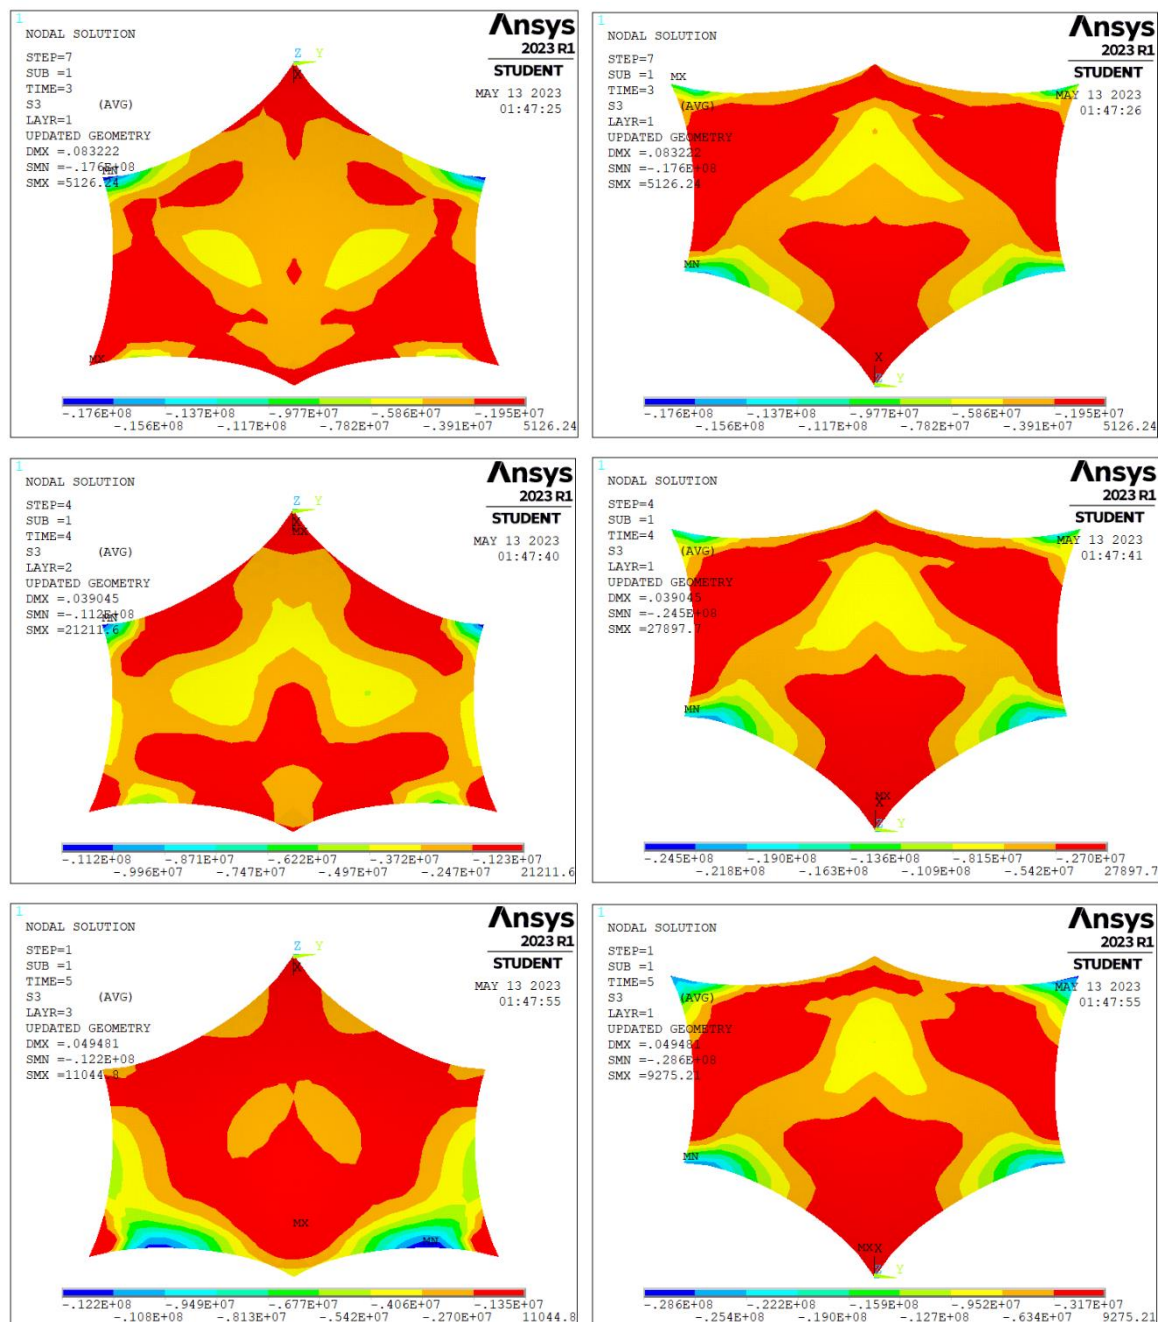 1
NODAL SOLUTION
STEP=7
SUB =1
TIME=3
S3 (AVG)
LAYR=1
UPDATED GEOMETRY
DMX =.083222
SMN =-.176E+08
SMX =5126.24
Ansys
2023 R1
STUDENT
MAY 13 2023
01:47:25
Z Y
X
MN
MX
-.176E+08 -.137E+08 -.977E+07 -.586E+07 -.195E+07
-.156E+08 -.117E+08 -.782E+07 -.391E+07 5126.24
1
NODAL SOLUTION
STEP=7
SUB =1
TIME=3
S3 (AVG)
LAYR=1
UPDATED GEOMETRY
DMX =.083222
SMN =-.176E+08
SMX =5126.24
Ansys
2023 R1
STUDENT
MAY 13 2023
01:47:26
MX
MN
X
Z Y
-.176E+08 -.137E+08 -.977E+07 -.586E+07 -.195E+07
-.156E+08 -.117E+08 -.782E+07 -.391E+07 5126.24
1
NODAL SOLUTION
STEP=4
SUB =1
TIME=4
S3 (AVG)
LAYR=2
UPDATED GEOMETRY
DMX =.039045
SMN =-.112E+08
SMX =21211.6
Ansys
2023 R1
STUDENT
MAY 13 2023
01:47:40
Z Y
X
MX
MN
-.112E+08 -.871E+07 -.622E+07 -.372E+07 -.123E+07
-.996E+07 -.747E+07 -.497E+07 -.247E+07 21211.6
1
NODAL SOLUTION
STEP=4
SUB =1
TIME=4
S3 (AVG)
LAYR=1
UPDATED GEOMETRY
DMX =.039045
SMN =-.245E+08
SMX =27897.7
Ansys
2023 R1
STUDENT
MAY 13 2023
01:47:41
MN
MX
X
Z Y
-.245E+08 -.190E+08 -.136E+08 -.815E+07 -.270E+07
-.218E+08 -.163E+08 -.109E+08 -.542E+07 27897.7
1
NODAL SOLUTION
STEP=1
SUB =1
TIME=5
S3 (AVG)
LAYR=3
UPDATED GEOMETRY
DMX =.049481
SMN =-.122E+08
SMX =11044.8
Ansys
2023 R1
STUDENT
MAY 13 2023
01:47:55
Z Y
X
MX
MN
-.122E+08 -.949E+07 -.677E+07 -.406E+07 -.135E+07
-.108E+08 -.813E+07 -.542E+07 -.270E+07 11044.8
1
NODAL SOLUTION
STEP=1
SUB =1
TIME=5
S3 (AVG)
LAYR=1
UPDATED GEOMETRY
DMX =.049481
SMN =-.286E+08
SMX =9275.21
Ansys
2023 R1
STUDENT
MAY 13 2023
01:47:55
MN
MX X
Z Y
-.286E+08 -.222E+08 -.159E+08 -.952E+07 -.317E+07
-.254E+08 -.190E+08 -.127E+08 -.634E+07 9275.21